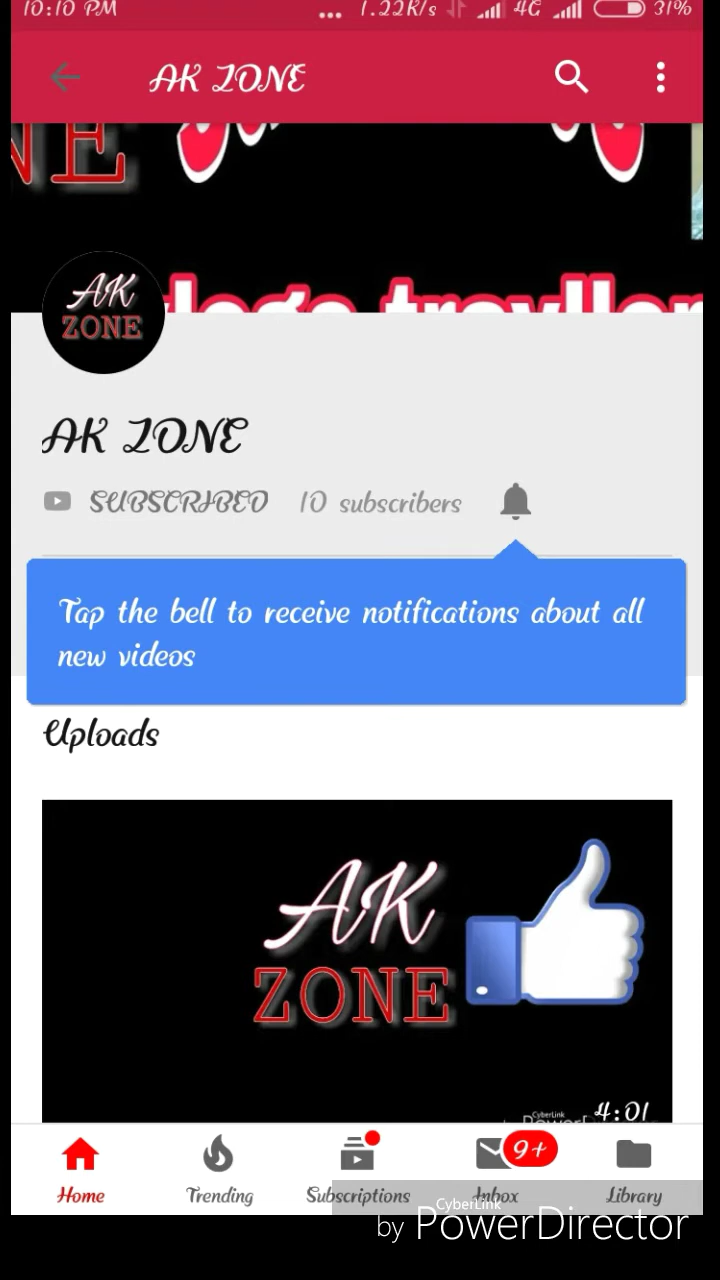 10:10 PM ... 1.22K/s 4G 31%
AK ZONE
NE
AK
ZONE
AK ZONE
SUBSCRIBED 10 subscribers
Tap the bell to receive notifications about all
new videos
Uploads
AK
ZONE
CyberLink
4:01
9+
Home Trending Subscriptions Inbox Library
CyberLink
by PowerDirector